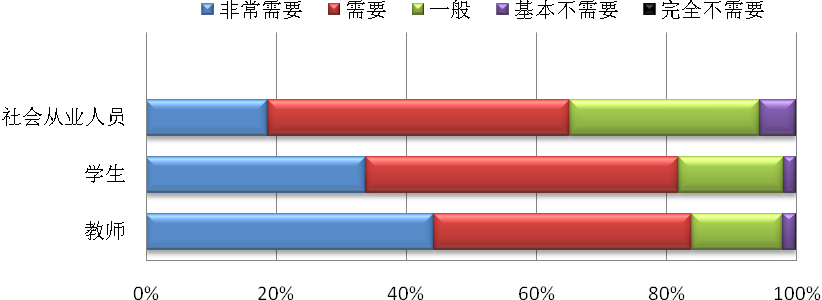 非常需要 需要 一般 基本不需要 完全不需要
社会从业人员
学生
教师
0% 20% 40% 60% 80% 100%